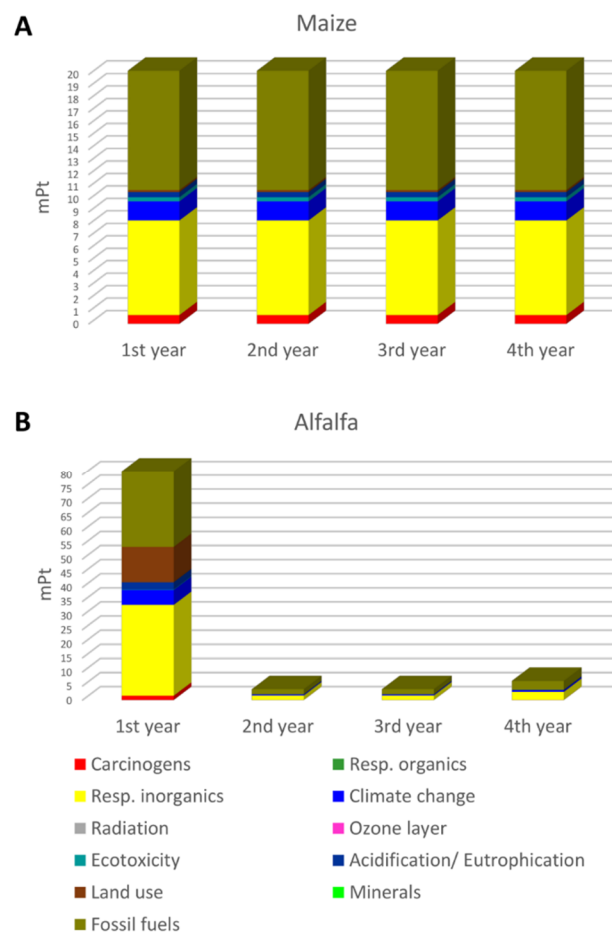 A
Maize
20
19
18
17
16
15
14
13
12
11
10
9
8
7
6
5
4
3
2
1
0
mPt
1st year 2nd year 3rd year 4th year
B
Alfalfa
80
75
70
65
60
55
50
45
40
35
30
25
20
15
10
5
0
mPt
1st year 2nd year 3rd year 4th year
Carcinogens Resp. organics
Resp. inorganics Climate change
Radiation Ozone layer
Ecotoxicity Acidification/ Eutrophication
Land use Minerals
Fossil fuels